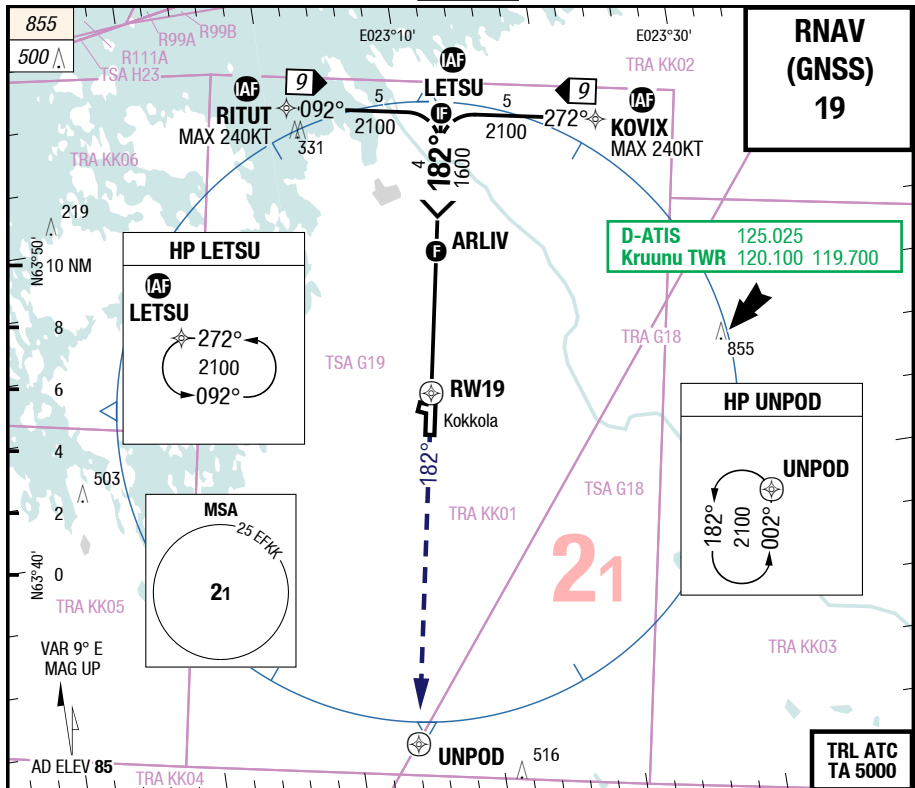 855
500
R99A
R99B
R111A
TSA H23
E023°10'
E023°30'
TRA KK02
RNAV
(GNSS)
19
IAF
RITUT
MAX 240KT
9
092°
5
2100
331
IAF
LETSU
IF
5
2100
9
272°
IAF
KOVIX
MAX 240KT
182°
4
1600
TRA KK06
219
N63°50'
10 NM
8
6
4
2
0
N63°40'
HP LETSU
IAF
LETSU
272°
2100
092°
F
ARLIV
D-ATIS 125.025
Kruunu TWR 120.100 119.700
TRA G18
855
TSA G19
RW19
Kokkola
182°
HP UNPOD
UNPOD
182°
2100
002°
503
MSA
25 EFKK
21
TRA KK01
TSA G18
21
TRA KK05
TRA KK03
VAR 9° E
MAG UP
AD ELEV 85
TRA KK04
UNPOD
516
TRL ATC
TA 5000